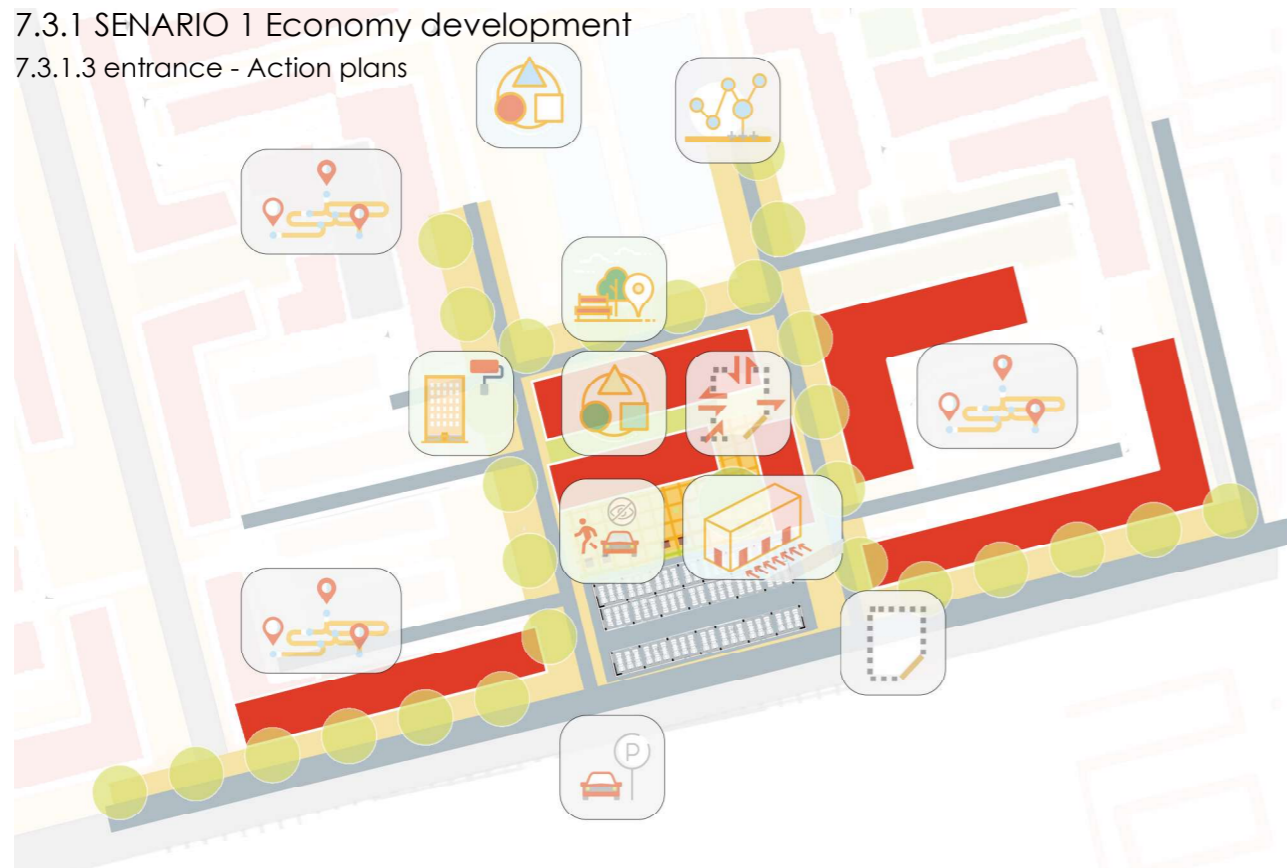 7.3.1 SENARIO 1 Economy development
7.3.1.3 entrance - Action plans
P